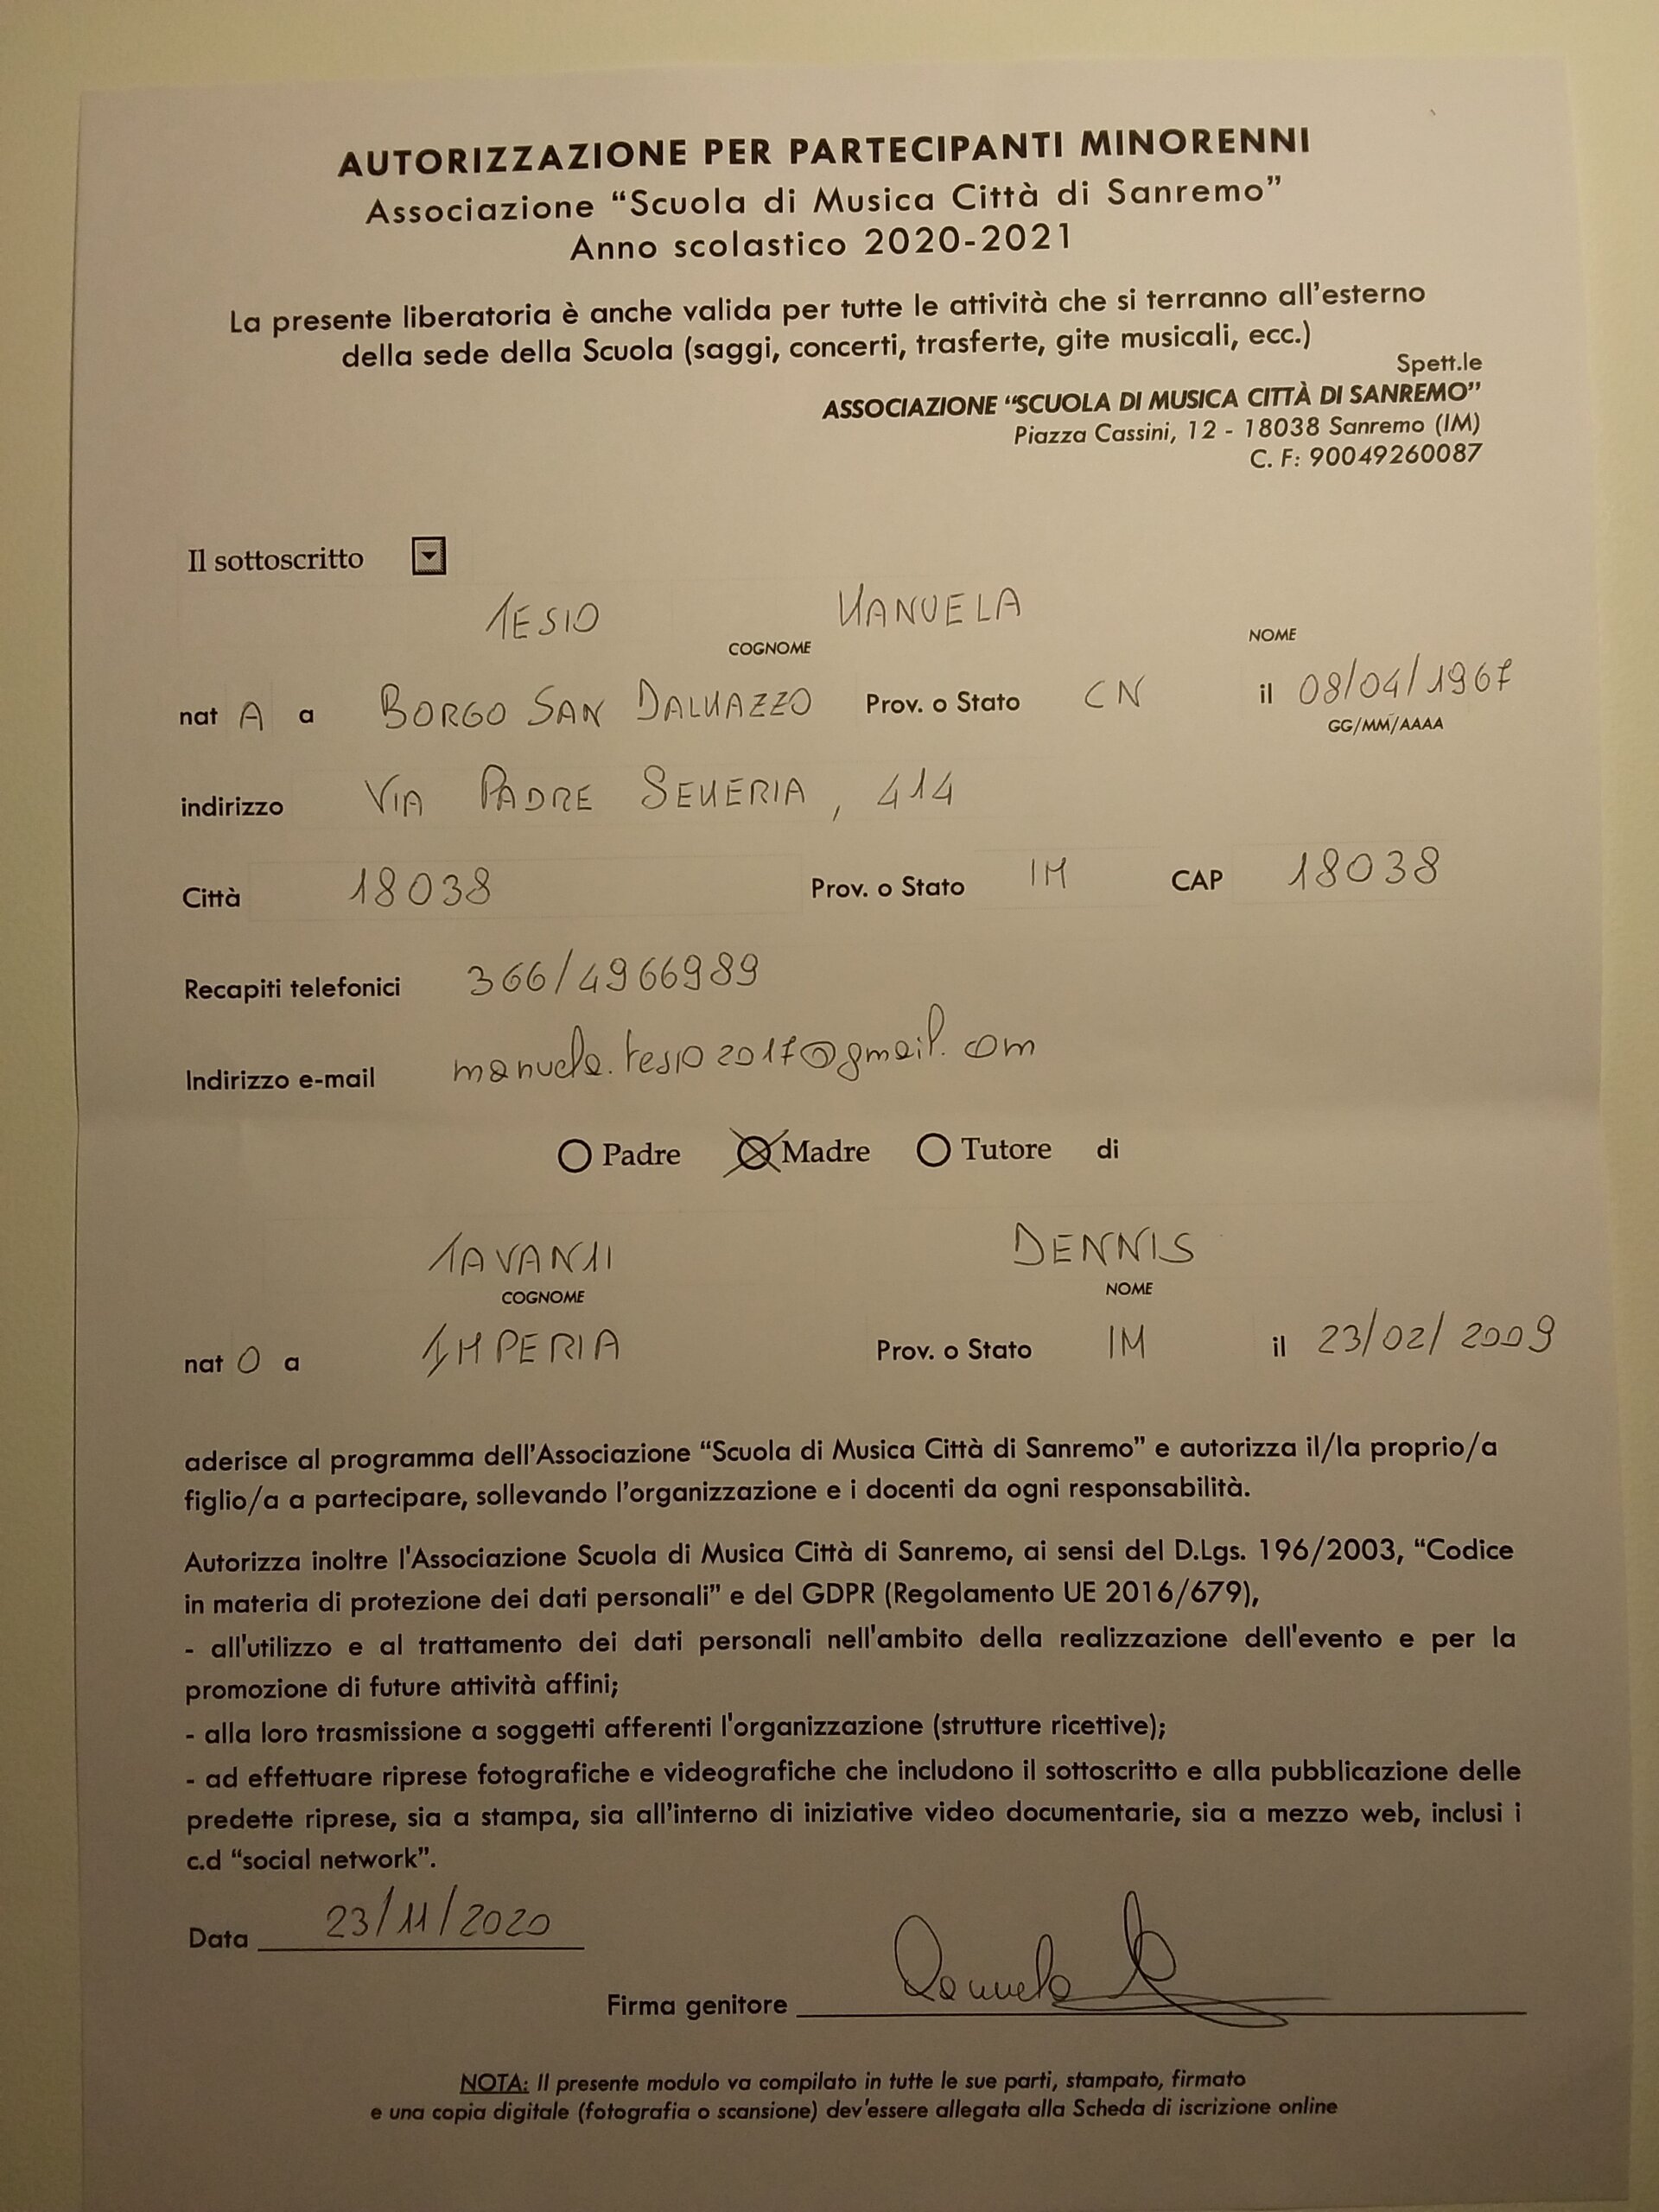 AUTORIZZAZIONE PER PARTECIPANTI MINORENNI
Associazione “Scuola di Musica Città di Sanremo”
Anno scolastico 2020-2021
La presente liberatoria è anche valida per tutte le attività che si terranno all'esterno
della sede della Scuola (saggi, concerti, trasferte, gite musicali, ecc.)
Spett.le
ASSOCIAZIONE “SCUOLA DI MUSICA CITTÀ DI SANREMO”
Piazza Cassini, 12 - 18038 Sanremo (IM)
C. F: 90049260087
Il sottoscritto
TESIO MANUELA
COGNOME NOME
nat A a BORGO SAN DALMAZZO Prov. o Stato CN il 08/04/1967
GG/MM/AAAA
indirizzo VIA PADRE SEMERIA, 414
Città 18038 Prov. o Stato IM CAP 18038
Recapiti telefonici 366/4966989
Indirizzo e-mail manuela.tesio2017@gmail.com
Padre Madre Tutore di
TAVANTI DENNIS
COGNOME NOME
nat O a IMPERIA Prov. o Stato IM il 23/02/2009
aderisce al programma dell'Associazione “Scuola di Musica Città di Sanremo” e autorizza il/la proprio/a
figlio/a a partecipare, sollevando l'organizzazione e i docenti da ogni responsabilità.
Autorizza inoltre l'Associazione Scuola di Musica Città di Sanremo, ai sensi del D.Lgs. 196/2003, “Codice
in materia di protezione dei dati personali” e del GDPR (Regolamento UE 2016/679),
- all'utilizzo e al trattamento dei dati personali nell'ambito della realizzazione dell'evento e per la
promozione di future attività affini;
- alla loro trasmissione a soggetti afferenti l'organizzazione (strutture ricettive);
- ad effettuare riprese fotografiche e videografiche che includono il sottoscritto e alla pubblicazione delle
predette riprese, sia a stampa, sia all'interno di iniziative video documentarie, sia a mezzo web, inclusi i
c.d “social network”.
Data 23/11/2020
Firma genitore Manuela
NOTA: Il presente modulo va compilato in tutte le sue parti, stampato, firmato
e una copia digitale (fotografia o scansione) dev'essere allegata alla Scheda di iscrizione online